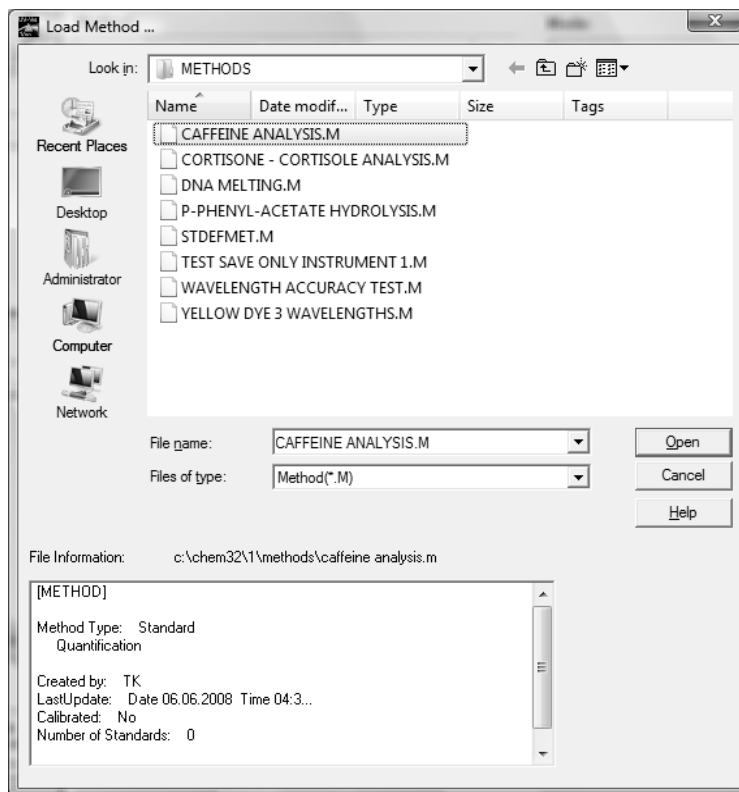 Load Method ...
Look in:
METHODS
Name Date modif... Type Size Tags
Recent Places
Desktop
Administrator
Computer
Network
CAFFEINE ANALYSIS.M
CORTISONE - CORTISOLE ANALYSIS.M
DNA MELTING.M
P-PHENYL-ACETATE HYDROLYSIS.M
STDEFMET.M
TEST SAVE ONLY INSTRUMENT 1.M
WAVELENGTH ACCURACY TEST.M
YELLOW DYE 3 WAVELENGTHS.M
File name: CAFFEINE ANALYSIS.M Open
Files of type: Method(*.M) Cancel
Help
File Information: c:\chem32\1\methods\caffeine analysis.m
[METHOD]
Method Type: Standard
Quantification
Created by: TK
LastUpdate: Date 06.06.2008 Time 04:3...
Calibrated: No
Number of Standards: 0